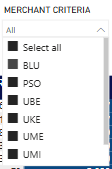 MERCHANT CRITERIA
All
Select all
BLU
PSO
UBE
UKE
UME
UMI